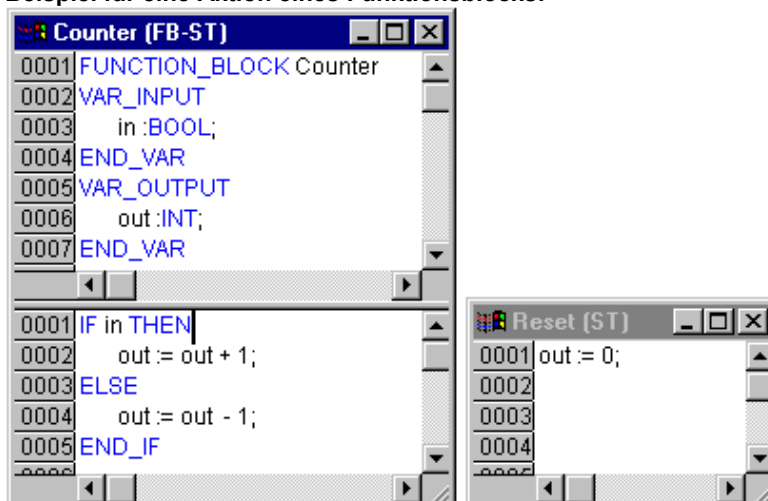 Beispiel für eine Aktion eines Funktionsblocks:
Counter (FB-ST)
0001 FUNCTION_BLOCK Counter
0002 VAR_INPUT
0003 in :BOOL;
0004 END_VAR
0005 VAR_OUTPUT
0006 out :INT;
0007 END_VAR
0001 IF in THEN
0002 out := out + 1;
0003 ELSE
0004 out := out - 1;
0005 END_IF
Reset (ST)
0001 out := 0;
0002
0003
0004